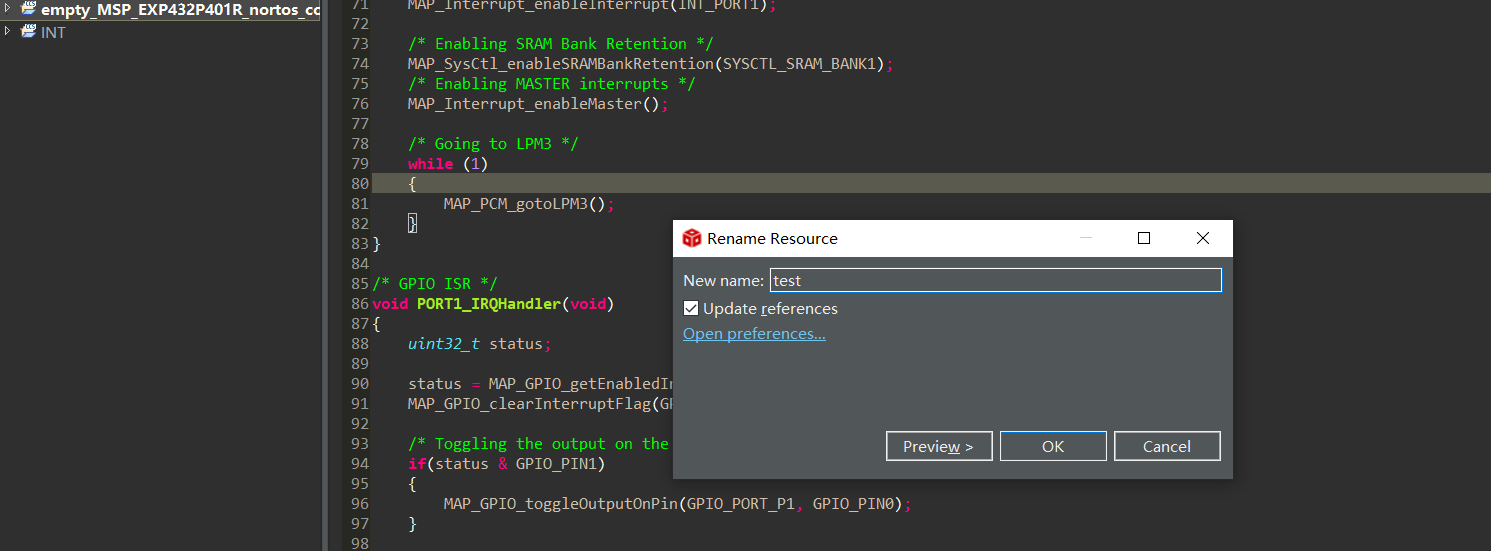 empty_MSP_EXP432P401R_nortos_cc
INT
71 MAP_Interrupt_enableInterrupt(INT_PORT1);
72
73 /* Enabling SRAM Bank Retention */
74 MAP_SysCtl_enableSRAMBankRetention(SYSCTL_SRAM_BANK1);
75 /* Enabling MASTER interrupts */
76 MAP_Interrupt_enableMaster();
77
78 /* Going to LPM3 */
79 while (1)
80 {
81 MAP_PCM_gotoLPM3();
82 }
83 }
84
85 /* GPIO ISR */
86 void PORT1_IRQHandler(void)
87 {
88 uint32_t status;
89
90 status = MAP_GPIO_getEnabledIn
91 MAP_GPIO_clearInterruptFlag(GP
92
93 /* Toggling the output on the
94 if(status & GPIO_PIN1)
95 {
96 MAP_GPIO_toggleOutputOnPin(GPIO_PORT_P1, GPIO_PIN0);
97 }
98
Rename Resource
New name: test
Update references
Open preferences...
Preview > OK Cancel